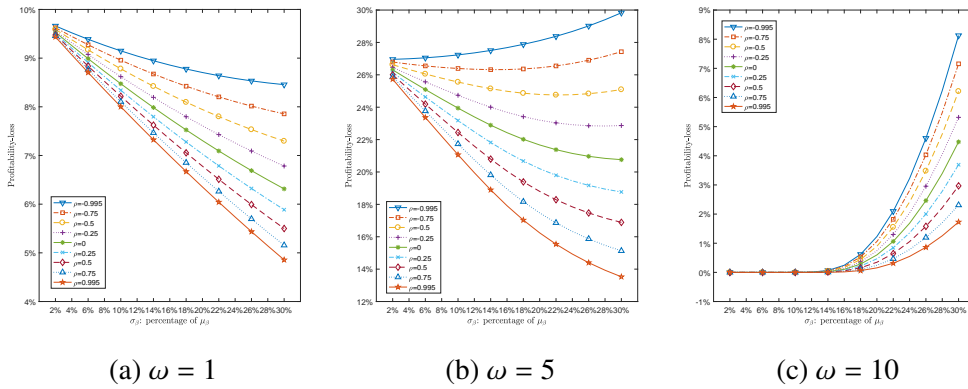 10%
9%
8%
7%
6%
5%
4%
Profitability-loss
ρ=-0.995
ρ=-0.75
ρ=-0.5
ρ=-0.25
ρ=0
ρ=0.25
ρ=0.5
ρ=0.75
ρ=0.995
2% 4% 6% 8% 10% 12% 14% 16% 18% 20% 22% 24% 26% 28% 30%
σβ: percentage of μβ
(a) ω = 1
30%
28%
26%
24%
22%
20%
18%
16%
14%
12%
Profitability-loss
ρ=-0.995
ρ=-0.75
ρ=-0.5
ρ=-0.25
ρ=0
ρ=0.25
ρ=0.5
ρ=0.75
ρ=0.995
2% 4% 6% 8% 10% 12% 14% 16% 18% 20% 22% 24% 26% 28% 30%
σβ: percentage of μβ
(b) ω = 5
9%
8%
7%
6%
5%
4%
3%
2%
1%
0%
-1%
Profitability-loss
ρ=-0.995
ρ=-0.75
ρ=-0.5
ρ=-0.25
ρ=0
ρ=0.25
ρ=0.5
ρ=0.75
ρ=0.995
2% 4% 6% 8% 10% 12% 14% 16% 18% 20% 22% 24% 26% 28% 30%
σβ: percentage of μβ
(c) ω = 10